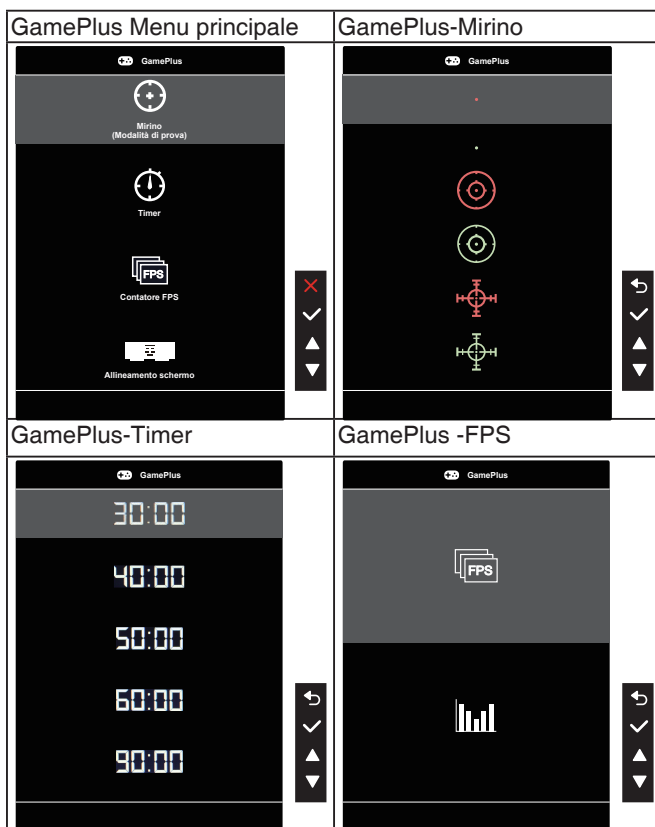 GamePlus Menu principale
GamePlus-Mirino
GamePlus
Mirino
(Modalità di prova)
Timer
FPS
Contatore FPS
Allineamento schermo
GamePlus
GamePlus-Timer
GamePlus -FPS
GamePlus
30:00
40:00
50:00
60:00
90:00
GamePlus
FPS